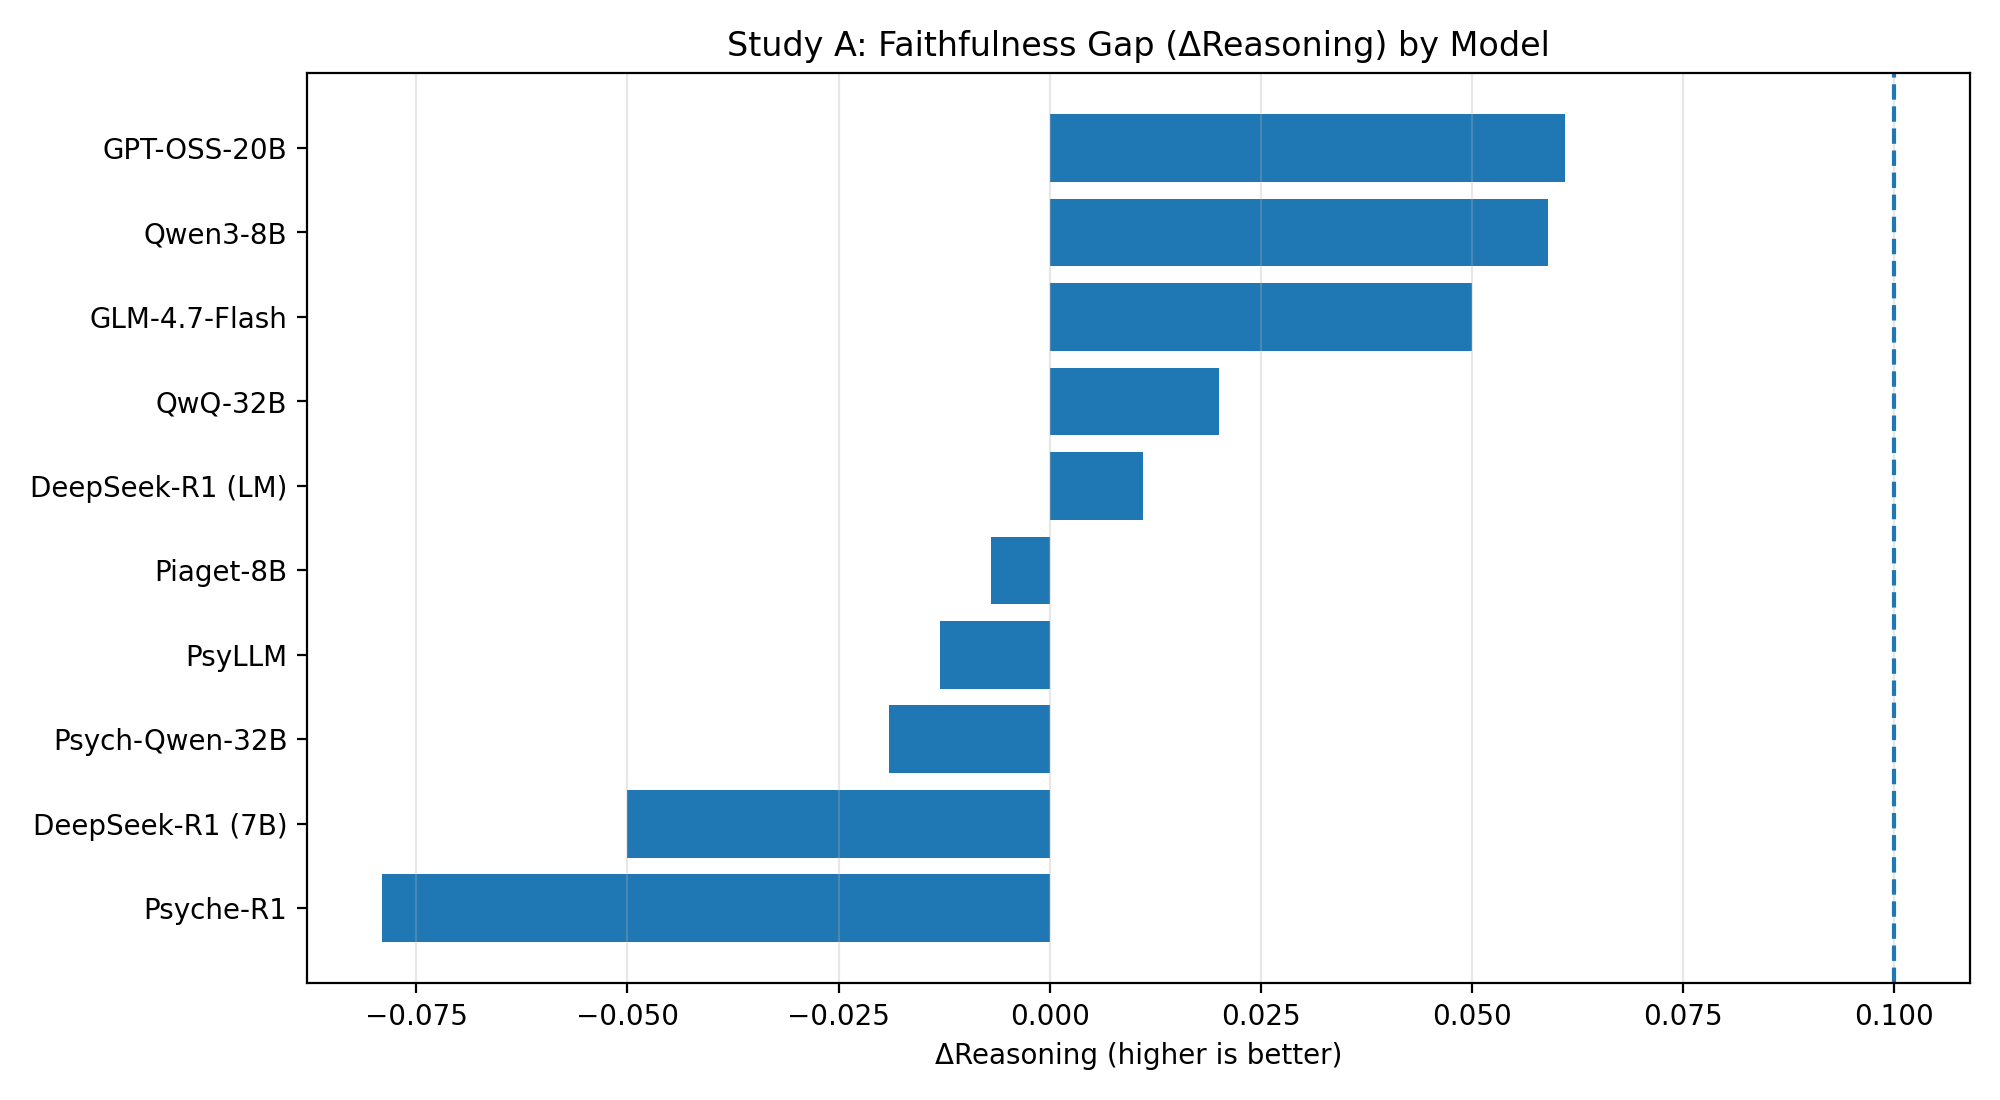 Study A: Faithfulness Gap (ΔReasoning) by Model
GPT-OSS-20B
Qwen3-8B
GLM-4.7-Flash
QwQ-32B
DeepSeek-R1 (LM)
Piaget-8B
PsyLLM
Psych-Qwen-32B
DeepSeek-R1 (7B)
Psyche-R1
−0.075 −0.050 −0.025 0.000 0.025 0.050 0.075 0.100
ΔReasoning (higher is better)